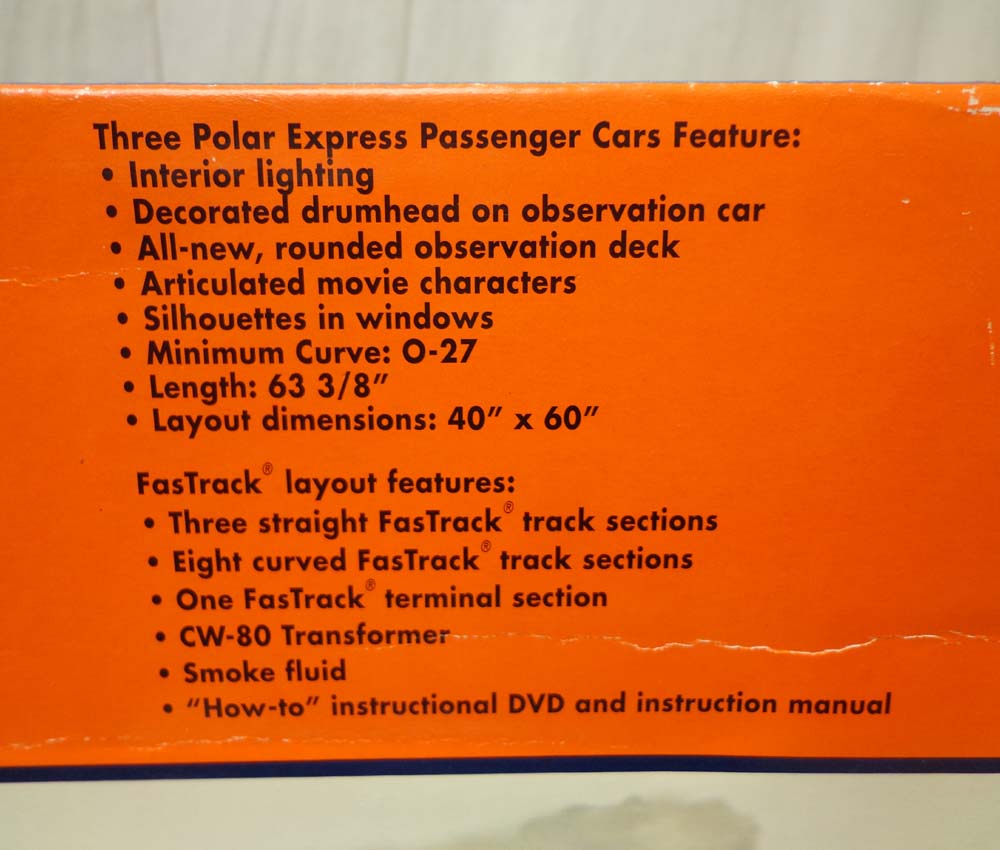 Three Polar Express Passenger Cars Feature:
• Interior lighting
• Decorated drumhead on observation car
• All-new, rounded observation deck
• Articulated movie characters
• Silhouettes in windows
• Minimum Curve: O-27
• Length: 63 3/8”
• Layout dimensions: 40” x 60”
FasTrack® layout features:
• Three straight FasTrack® track sections
• Eight curved FasTrack® track sections
• One FasTrack® terminal section
• CW-80 Transformer
• Smoke fluid
• “How-to” instructional DVD and instruction manual